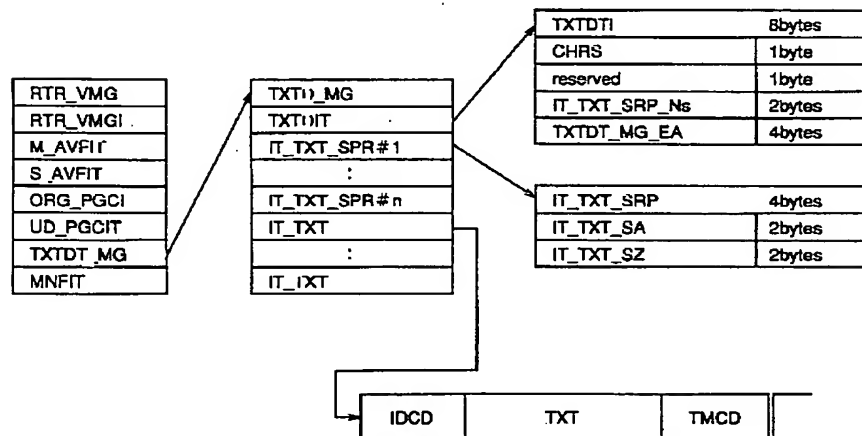 RTR_VMG
RTR_VMGI
M_AVFIT
S_AVFIT
ORG_PGCI
UD_PGCIT
TXTDT_MG
MNFIT
TXTD_MG
TXTDIT
IT_TXT_SPR#1
:
IT_TXT_SPR#n
IT_TXT
:
IT_TXT
TXTDTI 8bytes
CHRS 1byte
reserved 1byte
IT_TXT_SRP_Ns 2bytes
TXTDT_MG_EA 4bytes
IT_TXT_SRP 4bytes
IT_TXT_SA 2bytes
IT_TXT_SZ 2bytes
IDCD TXT TMCD